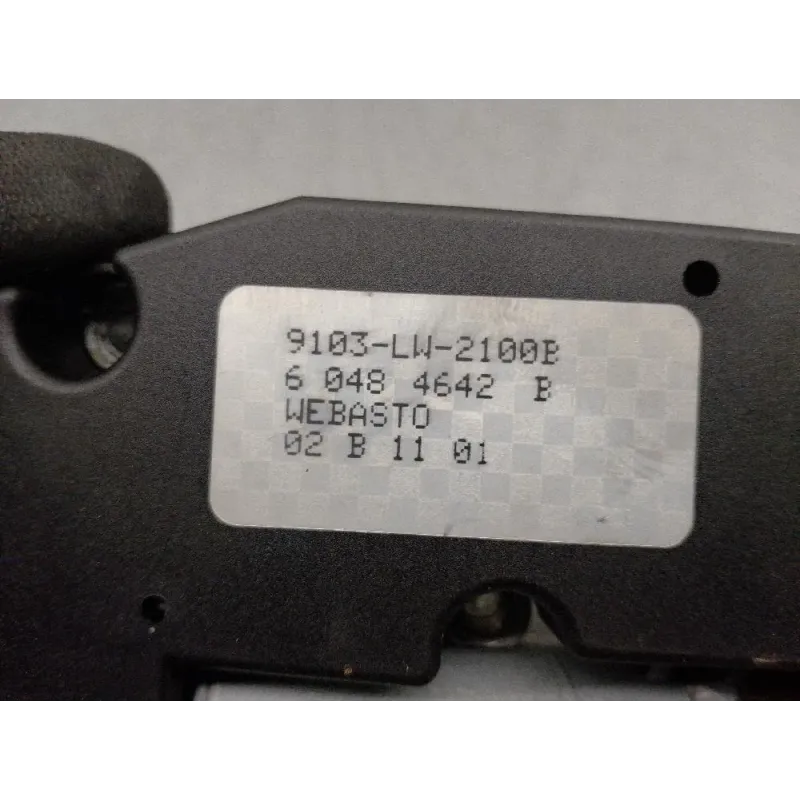 9103-LW-2100B
6 048 4642 B
WEBASTO
02 B 11 01